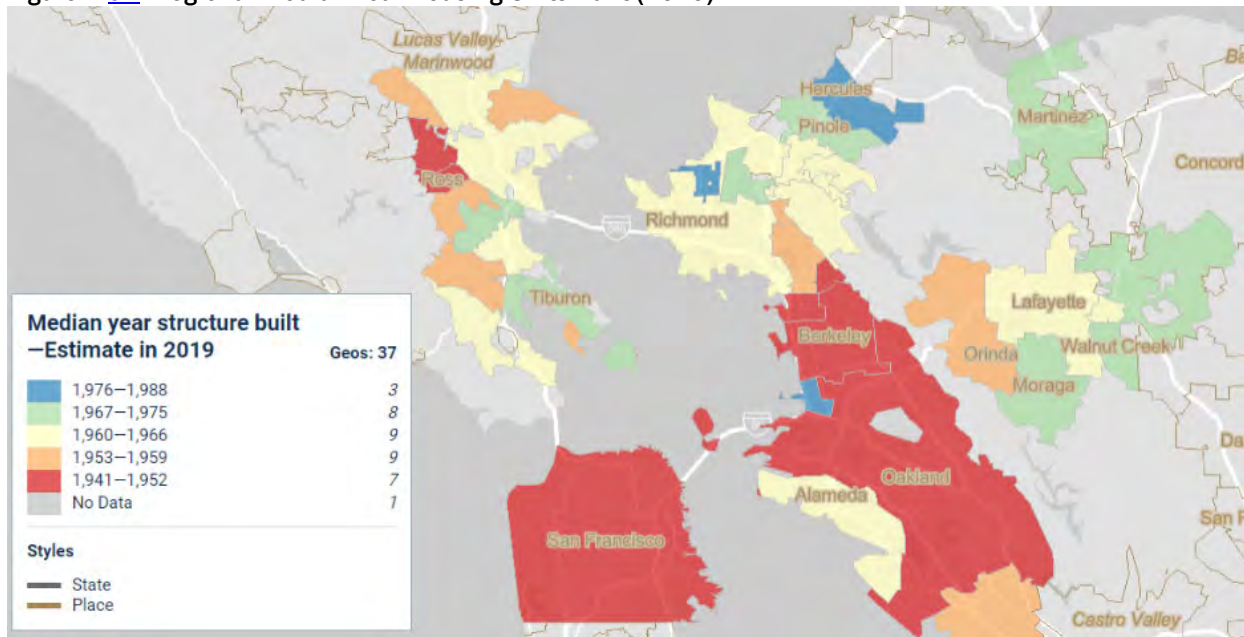 Lucas Valley-
Marinwood
Hercules
Pinole
Martinez
Concord
Ross
Richmond
580
Tiburon
Lafayette
Berkeley
Orinda
Walnut Creek
Moraga
Oakland
Alameda
San Francisco
Castro Valley
Median year structure built
—Estimate in 2019 Geos: 37
1,976—1,988 3
1,967—1,975 8
1,960—1,966 9
1,953—1,959 9
1,941—1,952 7
No Data 1
Styles
State
Place